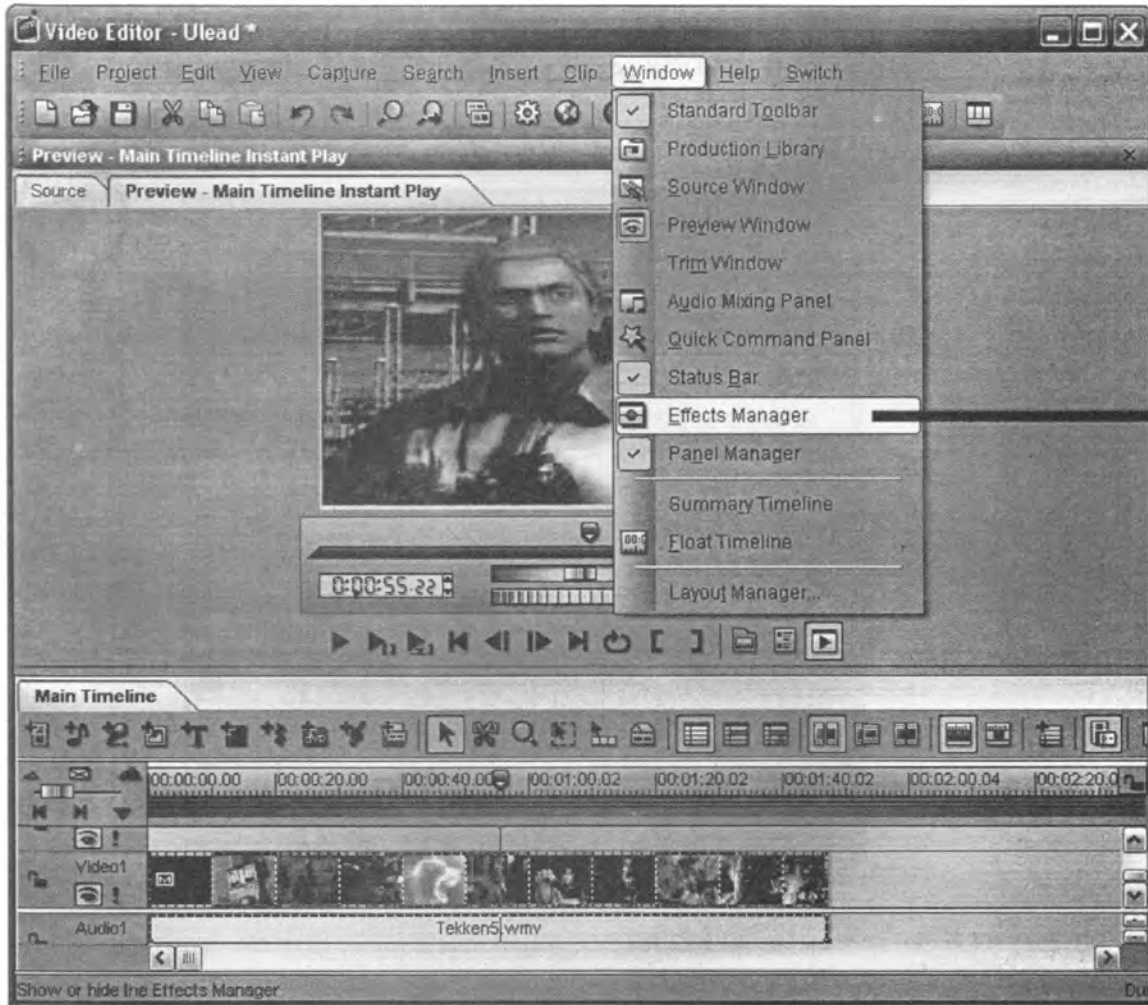 Video Editor - Ulead *
File Project Edit View Capture Search Insert Clip Window Help Switch
Preview - Main Timeline Instant Play
Source Preview - Main Timeline Instant Play
Standard Toolbar
Production Library
Source Window
Preview Window
Trim Window
Audio Mixing Panel
Quick Command Panel
Status Bar
Effects Manager
Panel Manager
Summary Timeline
Float Timeline
Layout Manager...
0:00:55.22
Main Timeline
00:00:00.00 00:00:20.00 00:00:40.00 00:01:00.02 00:01:20.02 00:01:40.02 00:02:00.04 00:02:20.0
Video1
Audio1 Tekken5.wmv
Show or hide the Effects Manager Du